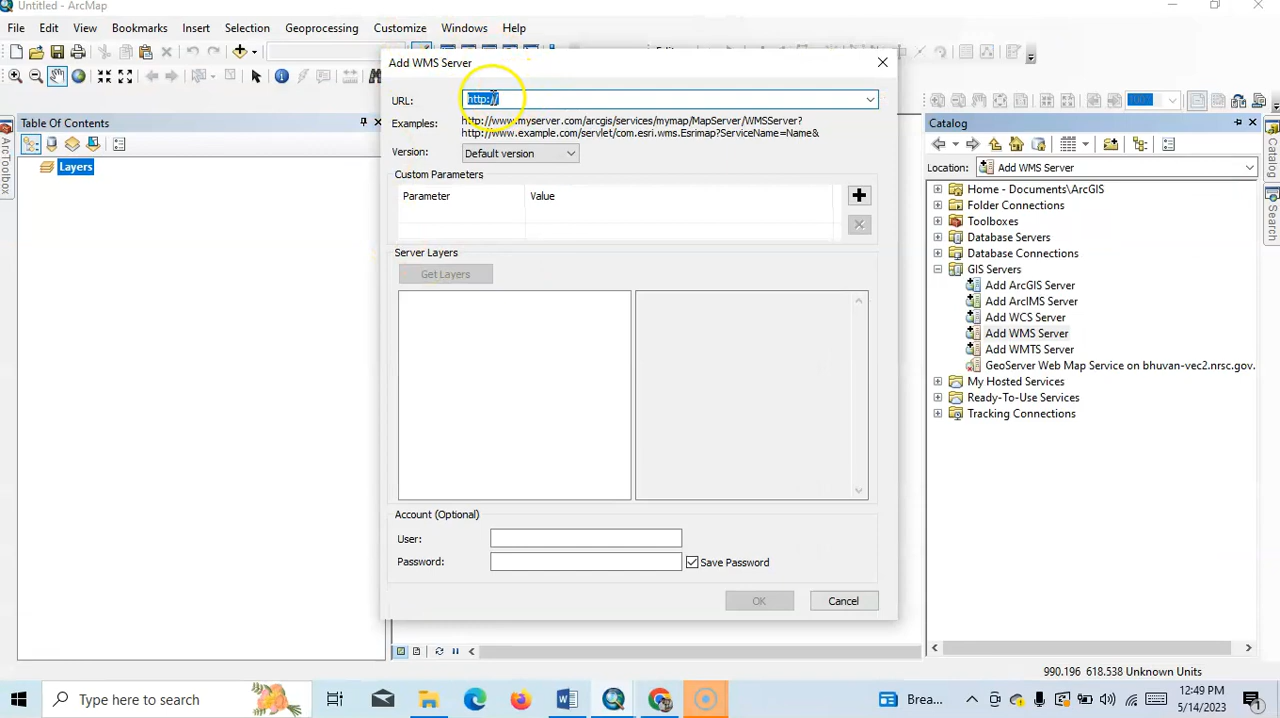 Untitled - ArcMap
File Edit View Bookmarks Insert Selection Geoprocessing Customize Windows Help
Add WMS Server
URL: http://
Examples: http://www.myserver.com/arcgis/services/mymap/MapServer/WMSServer?
http://www.example.com/servlet/com.esri.wms.Esrimap?ServiceName=Name&
Version: Default version
Custom Parameters
Parameter Value
Server Layers
Get Layers
Account (Optional)
User:
Password:
Save Password
OK Cancel
Table Of Contents
Layers
ArcToolbox
Catalog
Location: Add WMS Server
Home - Documents\ArcGIS
Folder Connections
Toolboxes
Database Servers
Database Connections
GIS Servers
Add ArcGIS Server
Add ArcIMS Server
Add WCS Server
Add WMS Server
Add WMTS Server
GeoServer Web Map Service on bhuvan-vec2.nrsc.gov.
My Hosted Services
Ready-To-Use Services
Tracking Connections
Catalog
Search
990.196 618.538 Unknown Units
Type here to search
Brea...
12:49 PM
5/14/2023